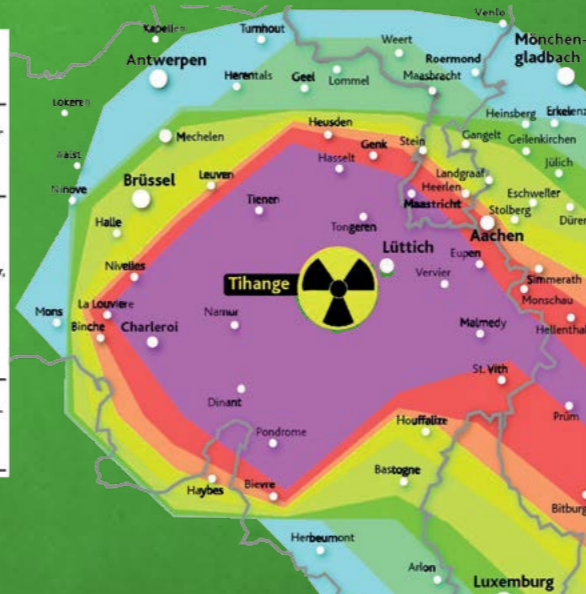 Venlo
Kapellen
Turnhout
Weert
Mönchen-
gladbach
Antwerpen
Roermond
Herentals
Geel
Lommel
Maasbracht
Lokeren
Heinsberg
Erkelenz
Mechelen
Heusden
Stein
Gangelt
Geilenkirchen
Aalst
Hasselt
Genk
Jülich
Leuven
Landgraaf
Brüssel
Heerlen
Eschweiler
Ninove
Tienen
Maastricht
Stolberg
Düren
Halle
Tongeren
Aachen
Lüttich
Eupen
Nivelles
Vervier
Simmerath
Tihange
Monschau
La Louviere
Mons
Binche
Namur
Charleroi
Malmedy
Hellenthal
St. Vith
Dinant
Prüm
Pondrome
Houffalize
Bastogne
Haybes
Bievre
Bitburg
Herbeumont
Arlon
Luxemburg